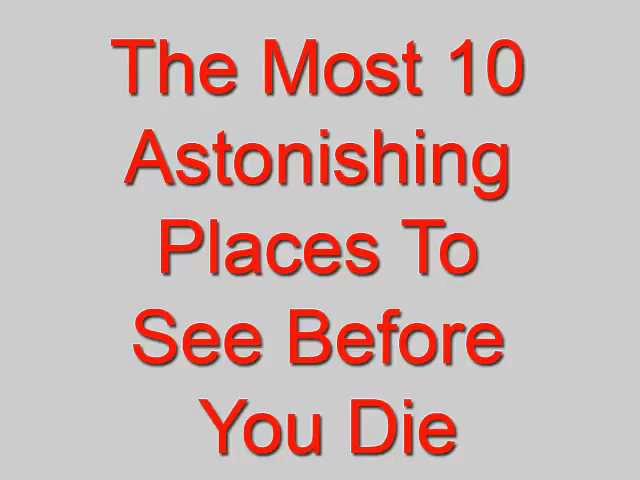 The Most 10
Astonishing
Places To
See Before
You Die